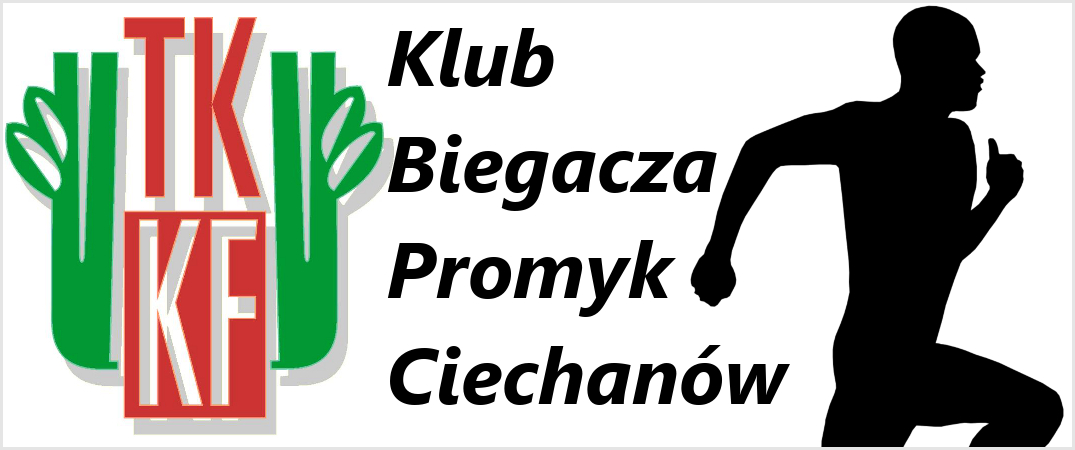 TK
KF
Klub
Biegacza
Promyk
Ciechanów